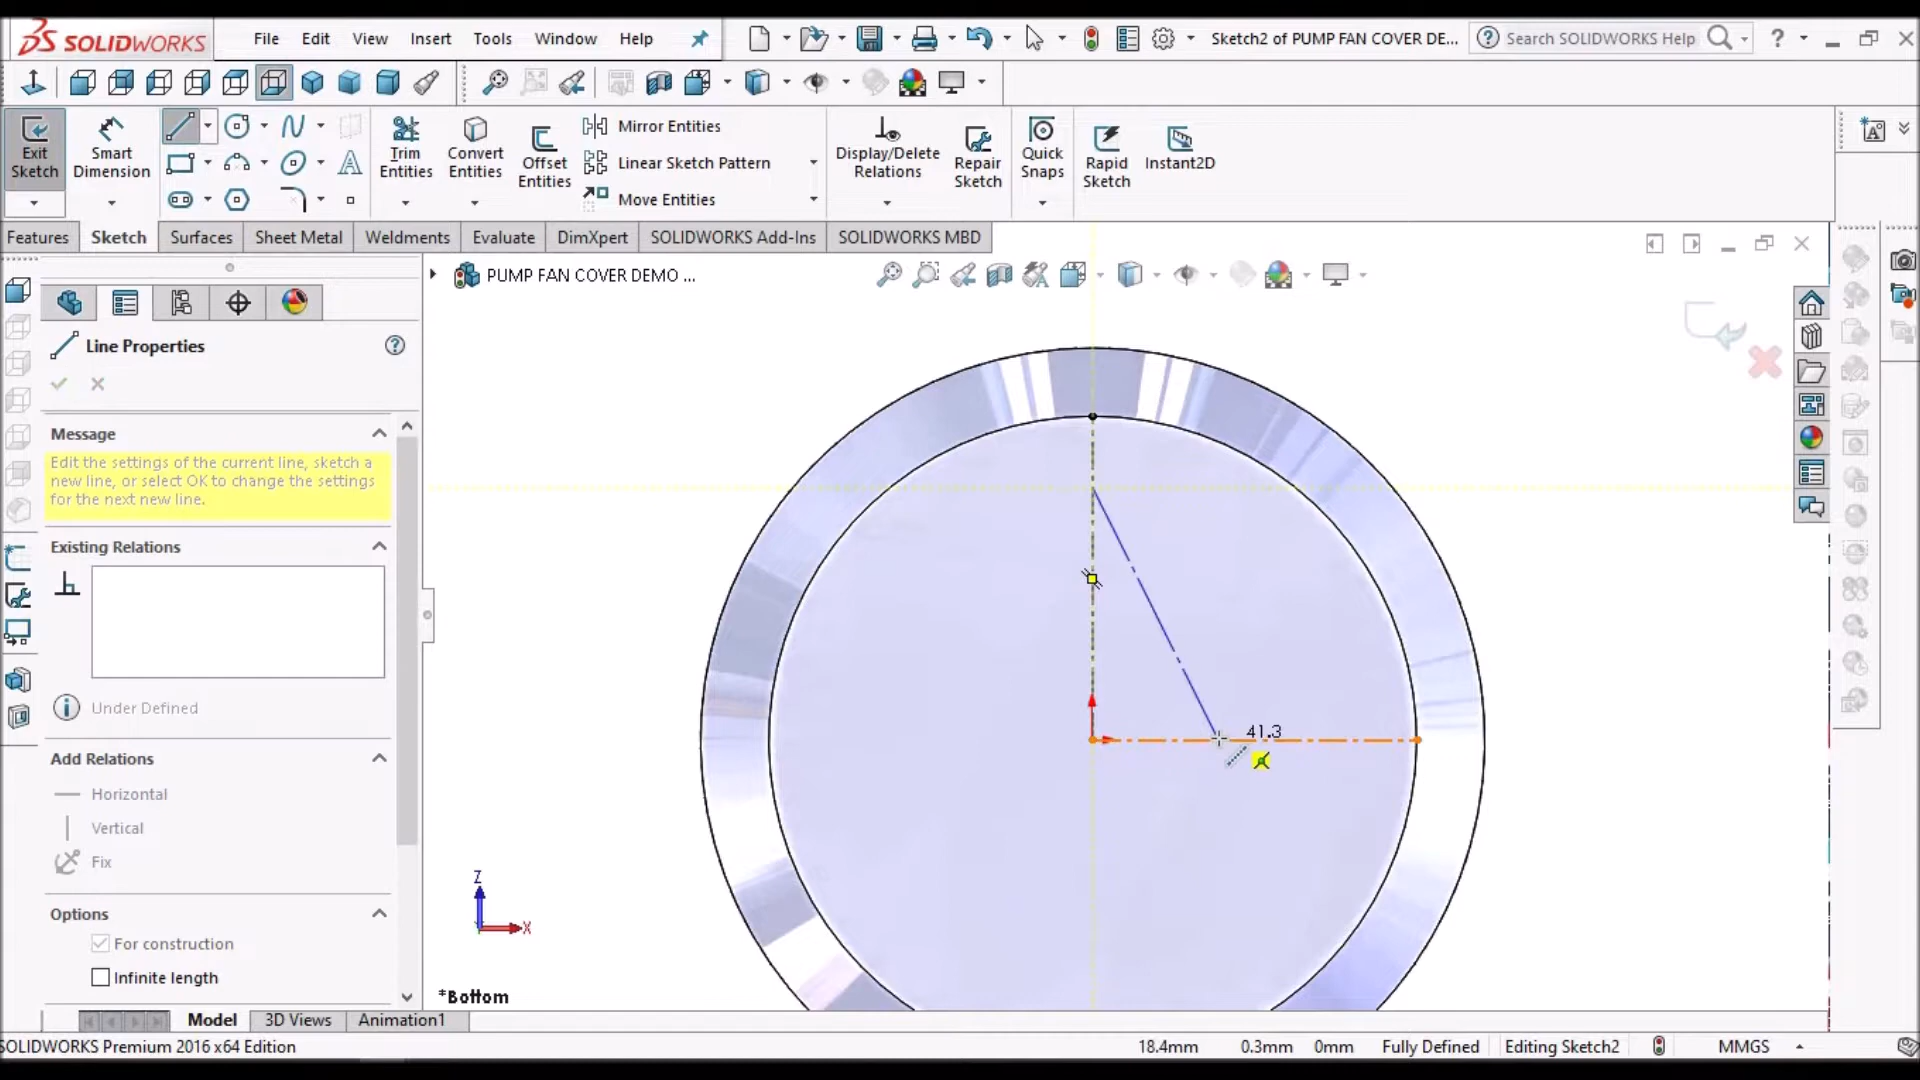 SOLIDWORKS
File Edit View Insert Tools Window Help
Sketch2 of PUMP FAN COVER DE...
Search SOLIDWORKS Help
Exit Sketch
Smart Dimension
Trim Entities
Convert Entities
Offset Entities
Mirror Entities
Linear Sketch Pattern
Move Entities
Display/Delete Relations
Repair Sketch
Quick Snaps
Rapid Sketch
Instant2D
Features Sketch Surfaces Sheet Metal Weldments Evaluate DimXpert SOLIDWORKS Add-Ins SOLIDWORKS MBD
PUMP FAN COVER DEMO ...
Line Properties
Message
Edit the settings of the current line, sketch a
new line, or select OK to change the settings
for the next new line.
Existing Relations
Under Defined
Add Relations
Horizontal
Vertical
Fix
Options
For construction
Infinite length
41.3
Z
X
*Bottom
Model 3D Views Animation1
SOLIDWORKS Premium 2016 x64 Edition
18.4mm 0.3mm 0mm Fully Defined Editing Sketch2 MMGS